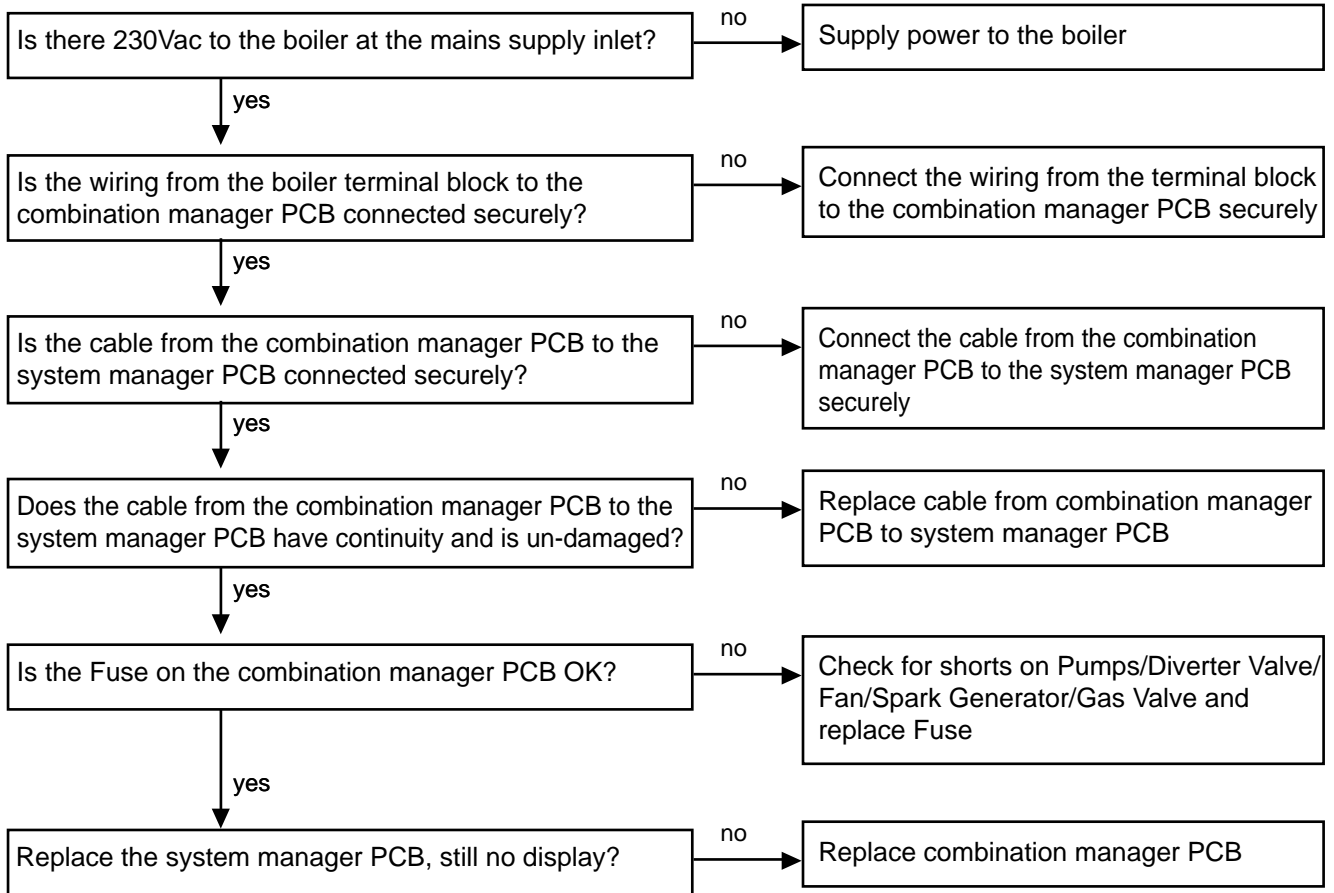 Is there 230Vac to the boiler at the mains supply inlet?
no
Supply power to the boiler
yes
Is the wiring from the boiler terminal block to the
combination manager PCB connected securely?
no
Connect the wiring from the terminal block
to the combination manager PCB securely
yes
Is the cable from the combination manager PCB to the
system manager PCB connected securely?
no
Connect the cable from the combination
manager PCB to the system manager PCB
securely
yes
Does the cable from the combination manager PCB to the
system manager PCB have continuity and is un-damaged?
no
Replace cable from combination manager
PCB to system manager PCB
yes
Is the Fuse on the combination manager PCB OK?
no
Check for shorts on Pumps/Diverter Valve/
Fan/Spark Generator/Gas Valve and
replace Fuse
yes
Replace the system manager PCB, still no display?
no
Replace combination manager PCB